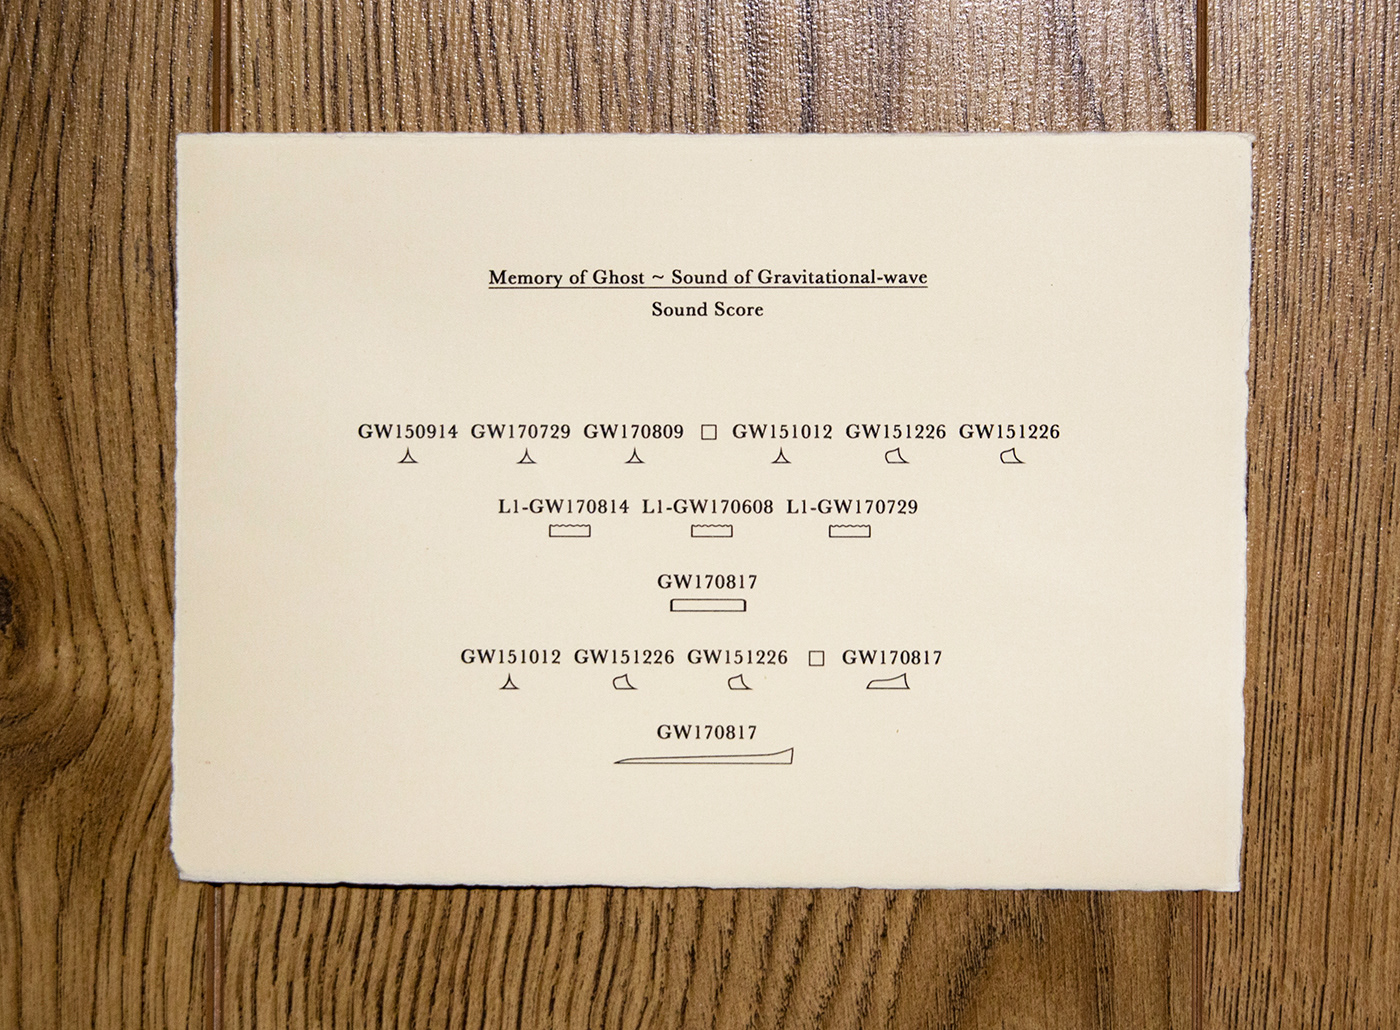 Memory of Ghost ~ Sound of Gravitational-wave
Sound Score
GW150914 GW170729 GW170809 □ GW151012 GW151226 GW151226
L1-GW170814 L1-GW170608 L1-GW170729
GW170817
GW151012 GW151226 GW151226 □ GW170817
GW170817